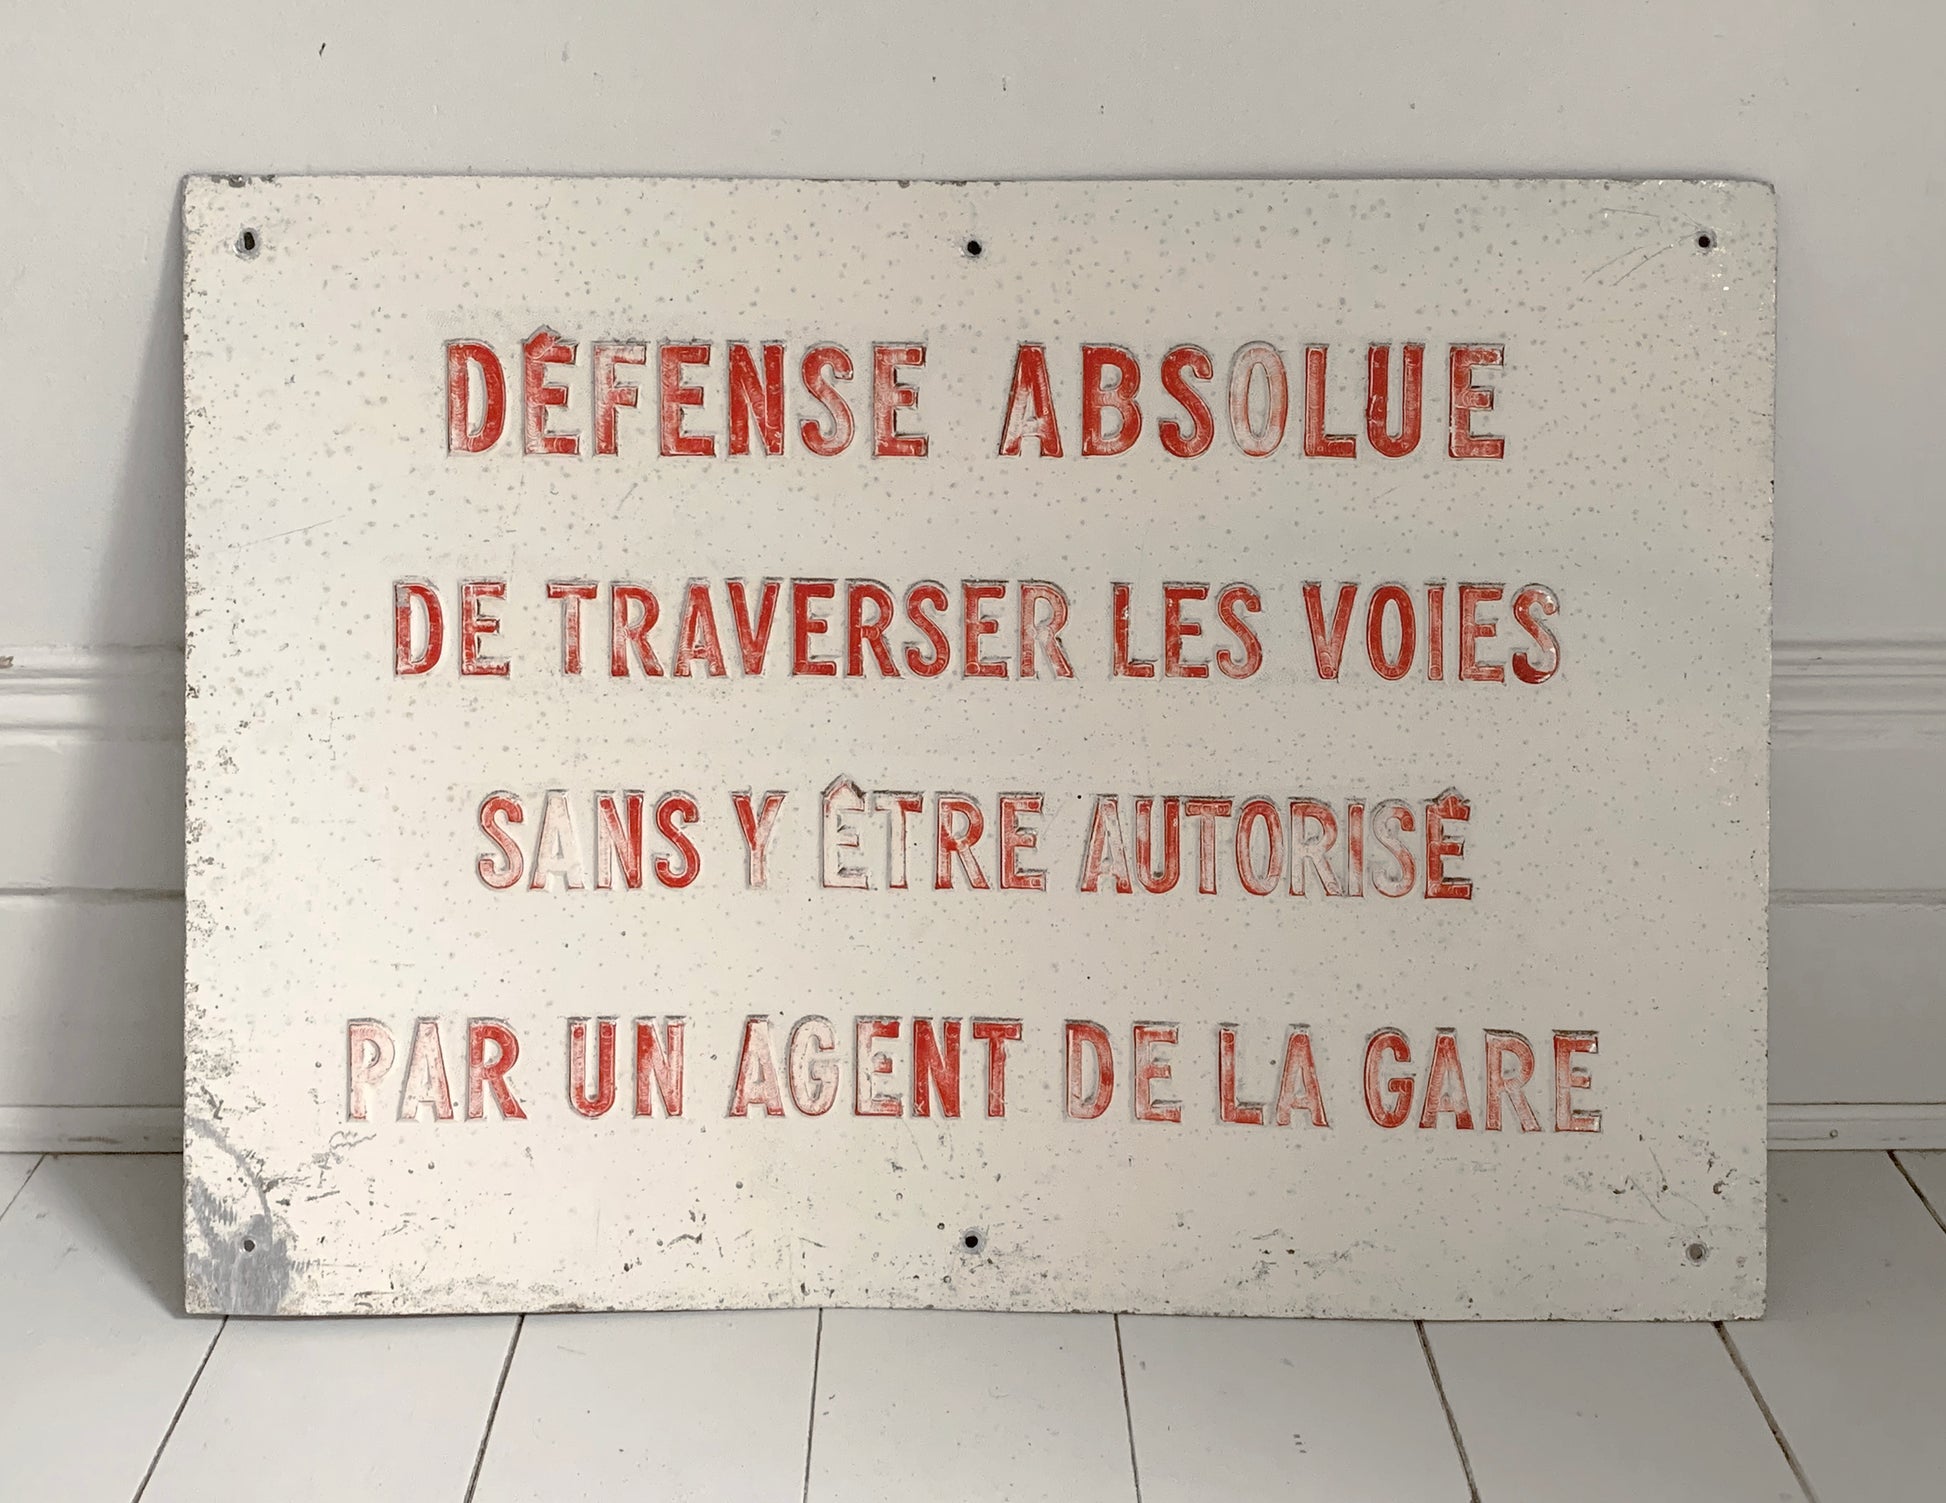 DÉFENSE ABSOLUE
DE TRAVERSER LES VOIES
SANS Y ÊTRE AUTORISÉ
PAR UN AGENT DE LA GARE